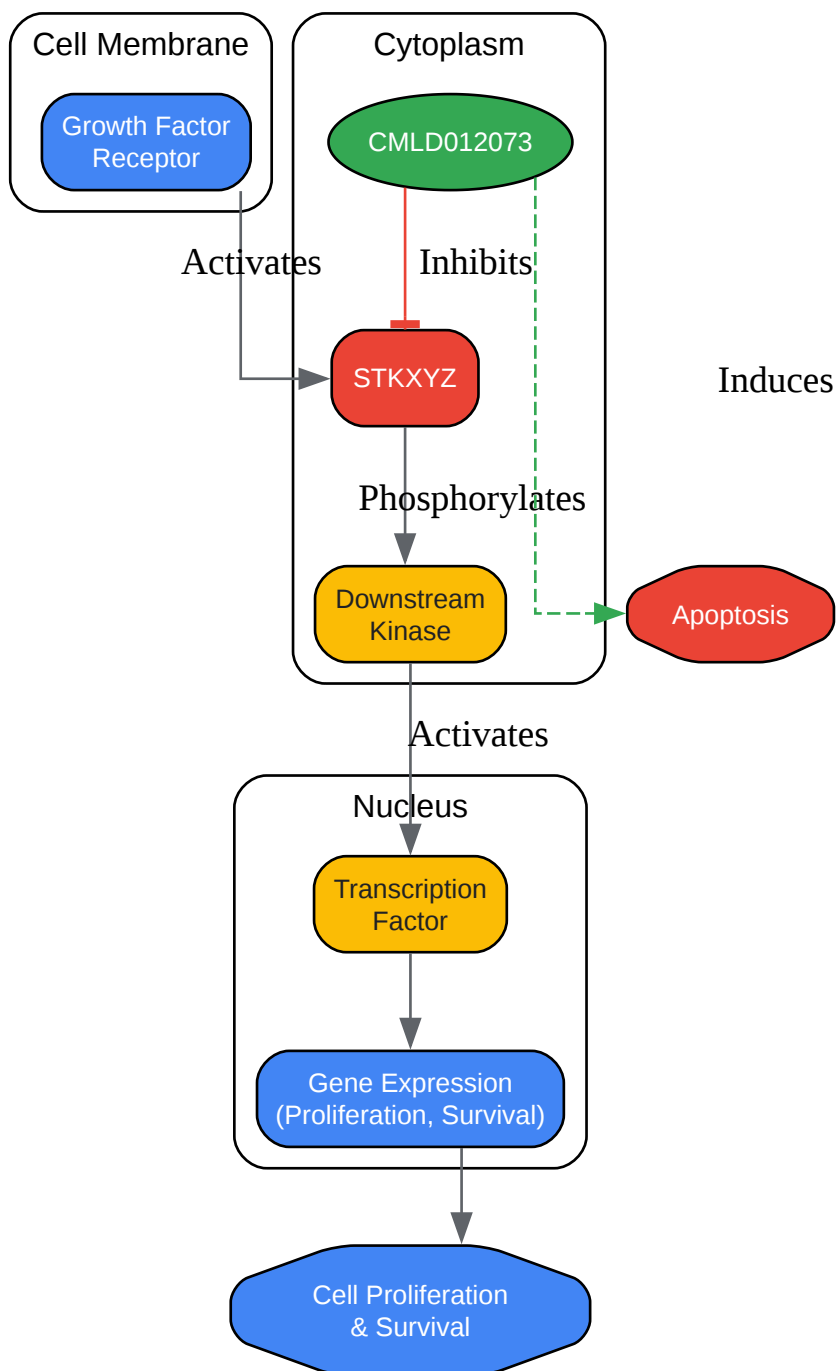 Cell Membrane
Cytoplasm
Growth Factor
Receptor
CMLD012073
Activates
Inhibits
STKXYZ
Induces
Phosphorylates
Downstream
Kinase
Apoptosis
Activates
Nucleus
Transcription
Factor
Gene Expression
(Proliferation, Survival)
Cell Proliferation
& Survival